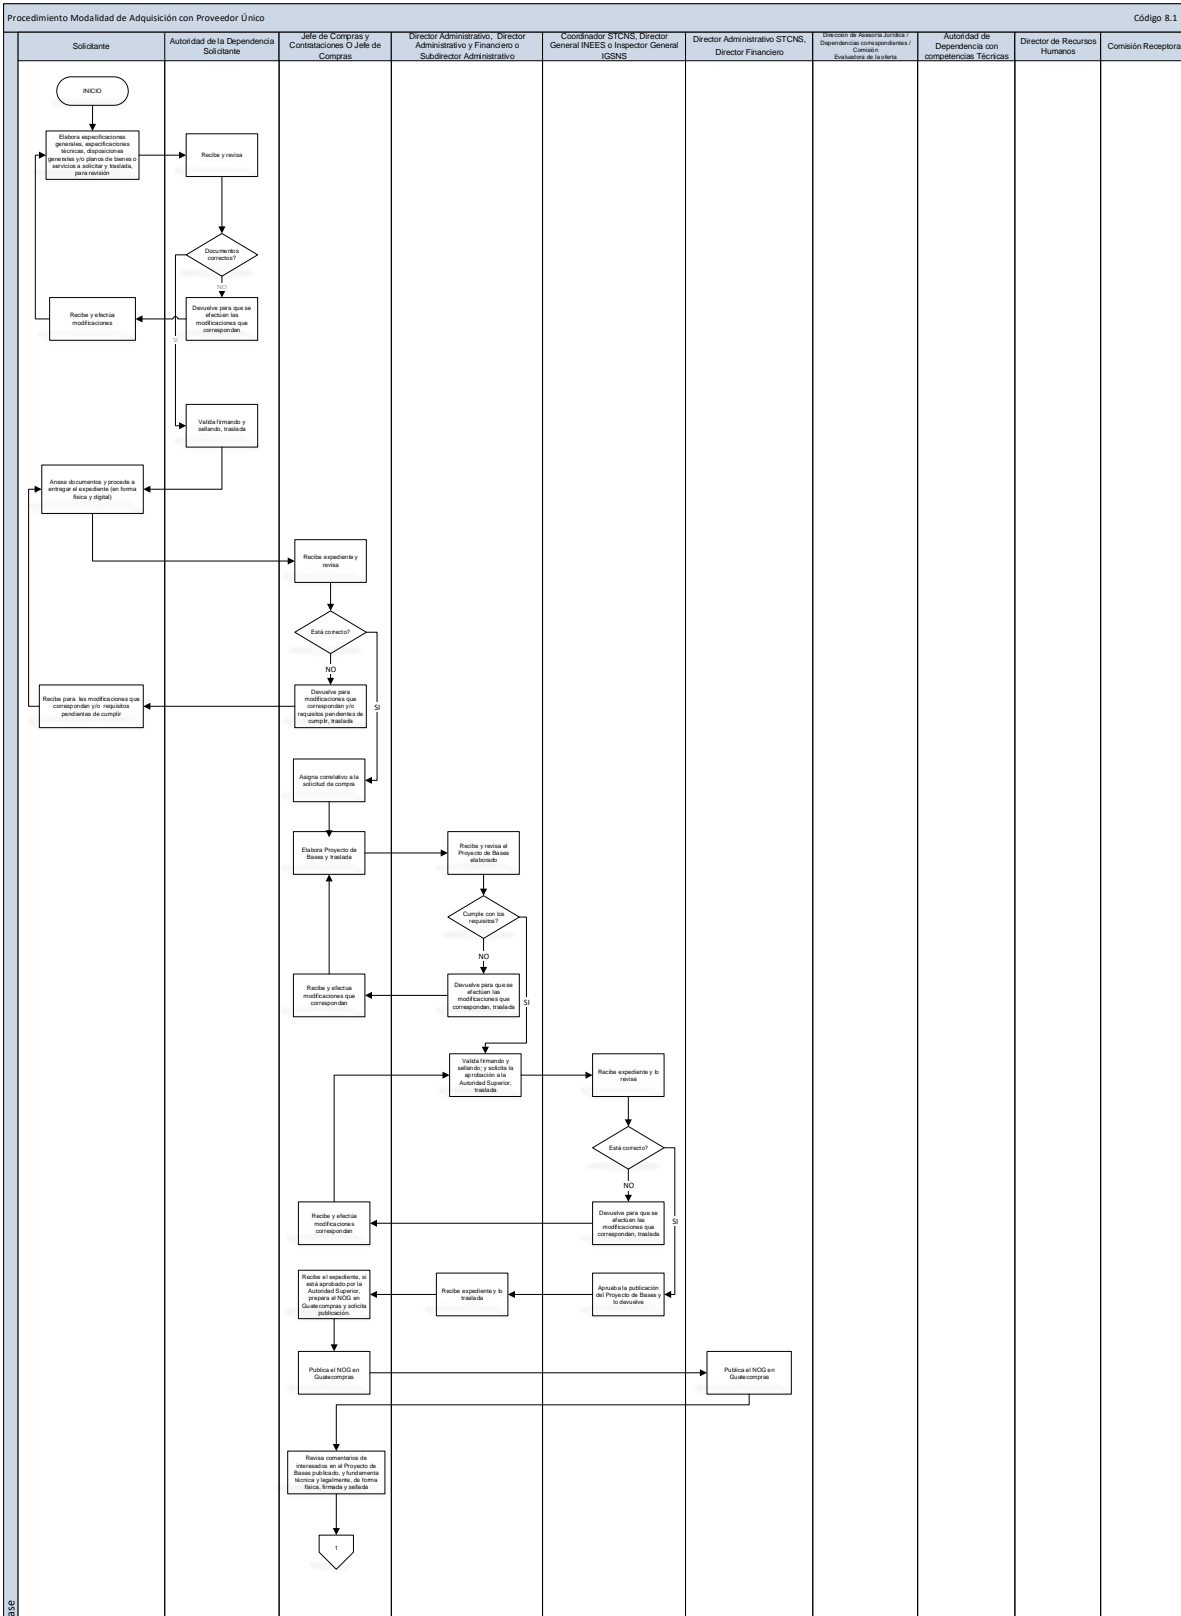 Procedimiento Modalidad de Adquisición con Proveedor Único
Código 8.1
Solicitante
Autoridad de la Dependencia
Solicitante
Jefe de Compras y
Contrataciones O Jefe de
Compras
Director Administrativo, Director
Administrativo y Financiero o
Subdirector Administrativo
Coordinador STCNS, Director
General INEES o Inspector General
IGSNS
Director Administrativo STCNS,
Director Financiero
Dirección de Asesoría Jurídica /
Dependencias correspondientes /
Comisión
Evaluadora de la oferta
Autoridad de
Dependencia con
competencias Técnicas
Director de Recursos
Humanos
Comisión Receptora
INICIO
Elabora especificaciones
generales, especificaciones
técnicas, disposiciones
generales y/o planos de bienes o
servicios a solicitar y traslada,
para revisión
Recibe y revisa
Documentos
correctos?
NO
Recibe y efectúa
modificaciones
Devuelve para que se
efectúen las
modificaciones que
correspondan
SI
Valida firmando y
sellando, traslada
Anexa documentos y procede a
entregar el expediente (en forma
física y digital)
Recibe expediente y
revisa
Está correcto?
NO
Recibe para las modificaciones que
correspondan y/o requisitos
pendientes de cumplir
Devuelve para
modificaciones que
correspondan y/o
requisitos pendientes de
cumplir, traslada
SI
Asigna correlativo a la
solicitud de compra
Elabora Proyecto de
Bases y traslada
Recibe y revisa el
Proyecto de Bases
elaborado
Cumple con los
requisitos?
NO
Recibe y efectua
modificaciones que
correspondan
Devuelve para que se
efectúen las
modificaciones que
correspondan, traslada
SI
Valida firmando y
sellando; y solicita la
aprobación a la
Autoridad Superior,
traslada
Recibe expediente y lo
revisa
Está correcto?
NO
Recibe y efectúa
modificaciones
correspondan
Devuelve para que se
efectúen las
modificaciones que
correspondan, traslada
SI
Recibe el expediente, si
está aprobado por la
Autoridad Superior,
prepara el NOG en
Guatecompras y solicita
publicación.
Recibe expediente y lo
traslada
Aprueba la publicación
del Proyecto de Bases y
lo devuelve
Publica el NOG en
Guatecompras
Publica el NOG en
Guatecompras
Revisa comentarios de
interesados en el Proyecto de
Bases publicado, y fundamenta
técnica y legalmente, de forma
física, firmada y sellada
1
ase